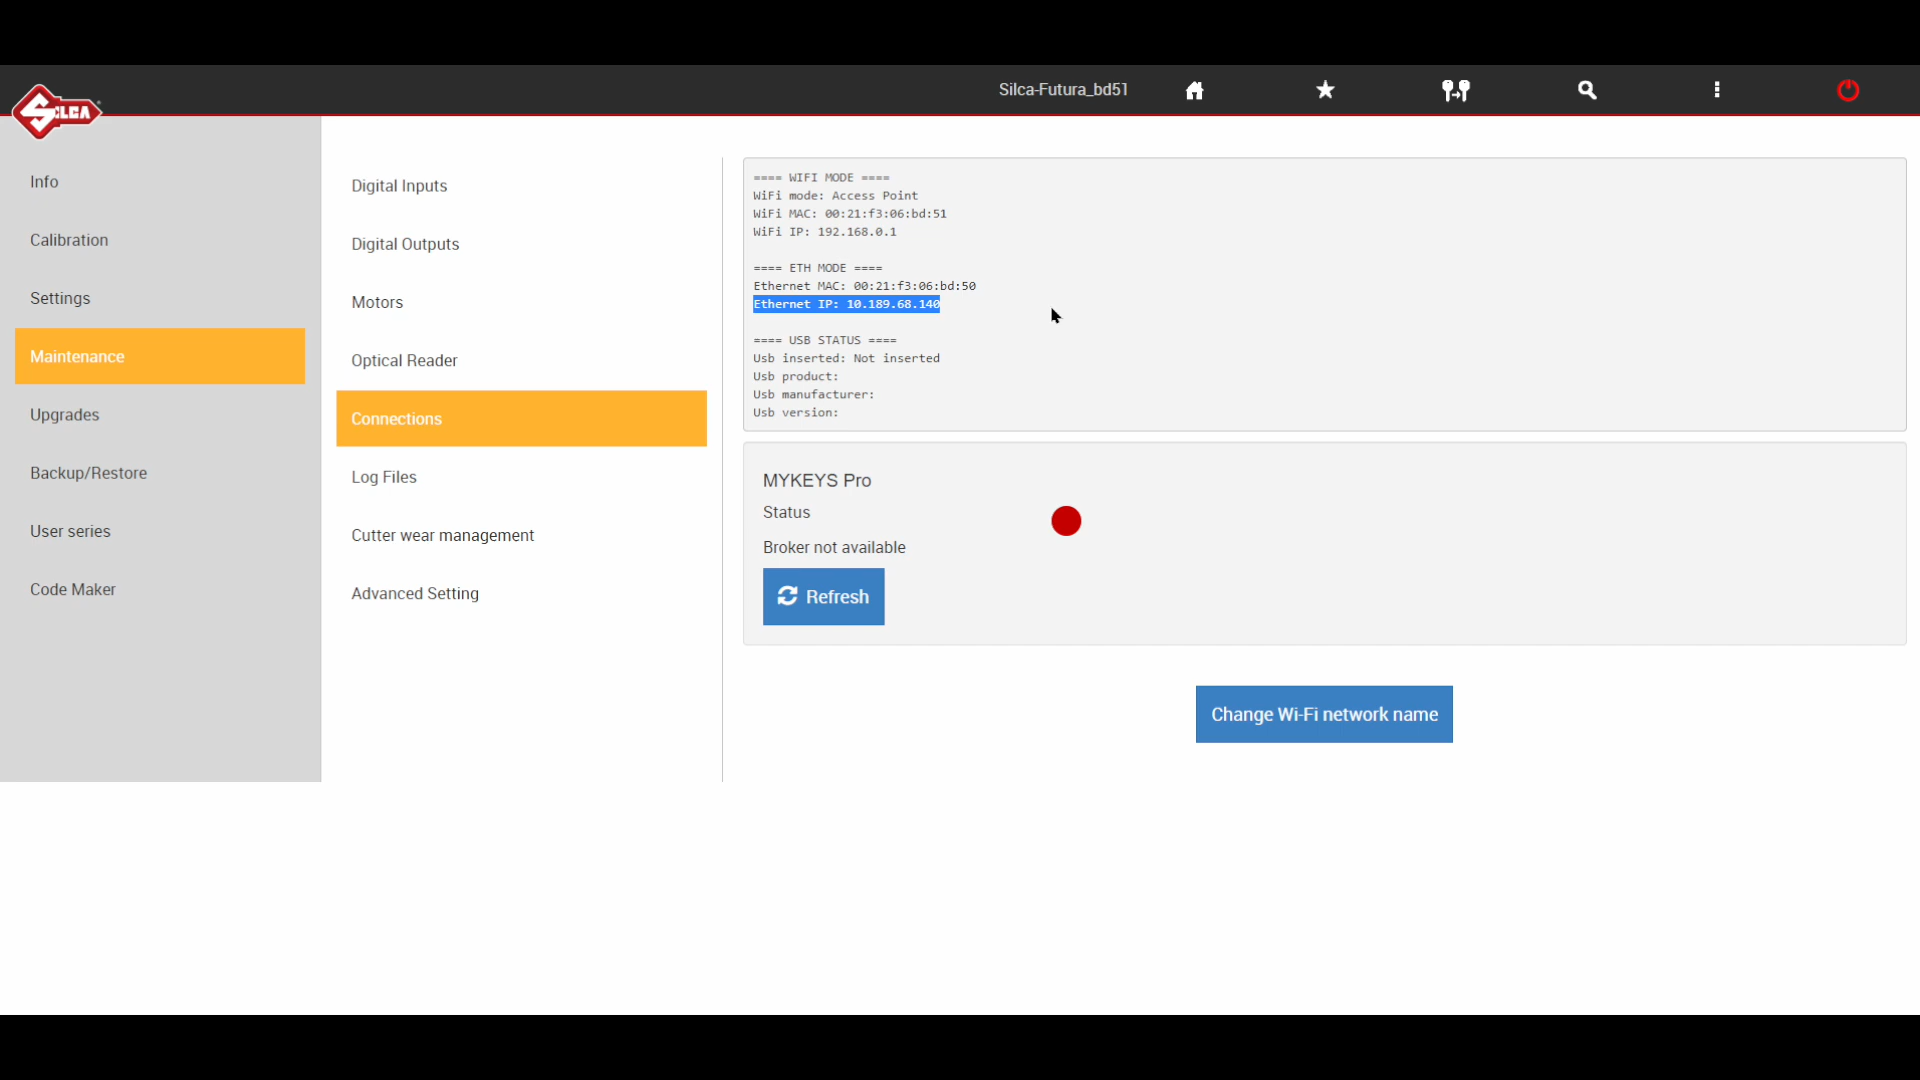 SILCA
Silca-Futura_bd51
Info
Calibration
Settings
Maintenance
Upgrades
Backup/Restore
User series
Code Maker
Digital Inputs
Digital Outputs
Motors
Optical Reader
Connections
Log Files
Cutter wear management
Advanced Setting
==== WIFI MODE ====
WiFi mode: Access Point
WiFi MAC: 00:21:f3:06:bd:51
WiFi IP: 192.168.0.1
==== ETH MODE ====
Ethernet MAC: 00:21:f3:06:bd:50
Ethernet IP: 10.189.68.140
==== USB STATUS ====
Usb inserted: Not inserted
Usb product:
Usb manufacturer:
Usb version:
MYKEYS Pro
Status
Broker not available
Refresh
Change Wi-Fi network name